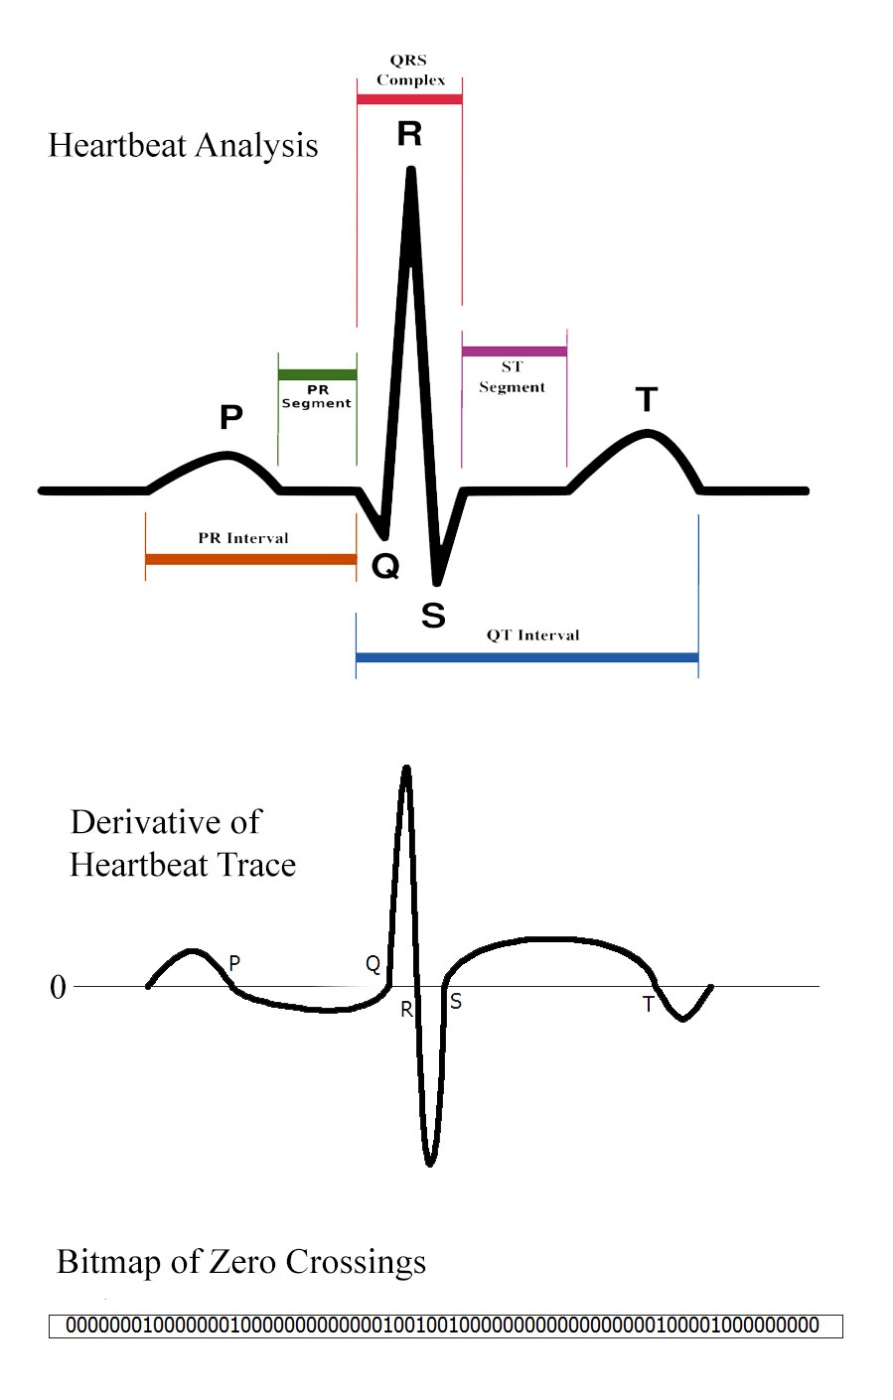 QRS
Complex
R
Heartbeat Analysis
ST
Segment
PR
Segment
P
T
PR Interval
Q
S
QT Interval
Derivative of
Heartbeat Trace
P
Q
0
R
S
T
Bitmap of Zero Crossings
000000010000000100000000000001001001000000000000000000100001000000000